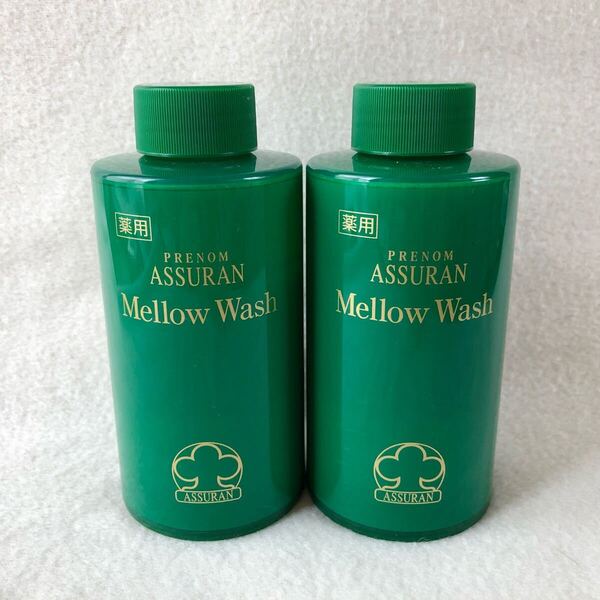 薬用
PRENOM
ASSURAN
Mellow Wash
ASSURAN
薬用
PRENOM
ASSURAN
Mellow Wash
ASSURAN